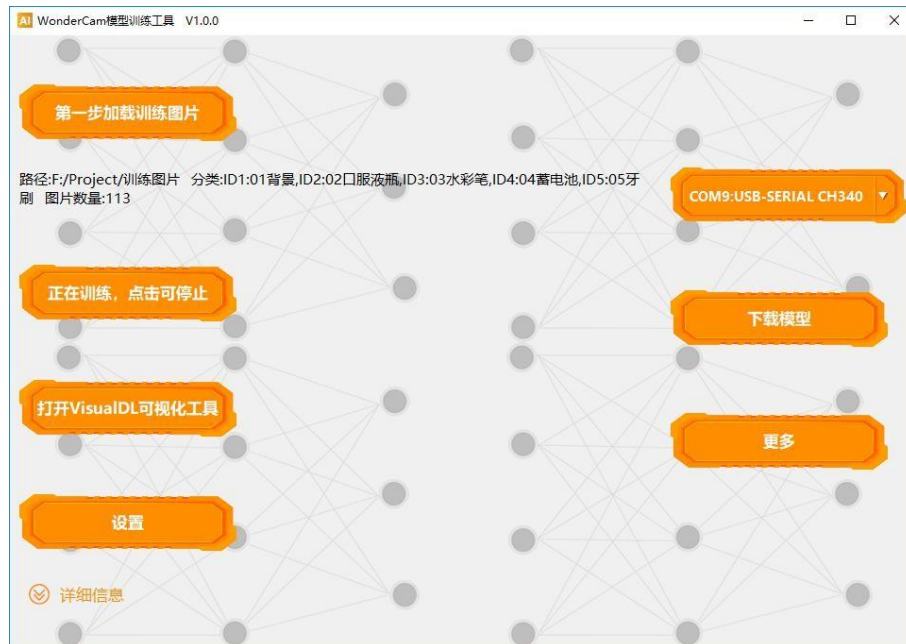 WonderCam模型训练工具 V1.0.0
第一步加载训练图片
路径:F:/Project/训练图片 分类:ID1:01背景,ID2:02口服液瓶,ID3:03水彩笔,ID4:04蓄电池,ID5:05牙
刷 图片数量:113
COM9:USB-SERIAL CH340
正在训练，点击可停止
下载模型
打开VisualDL可视化工具
更多
设置
详细信息